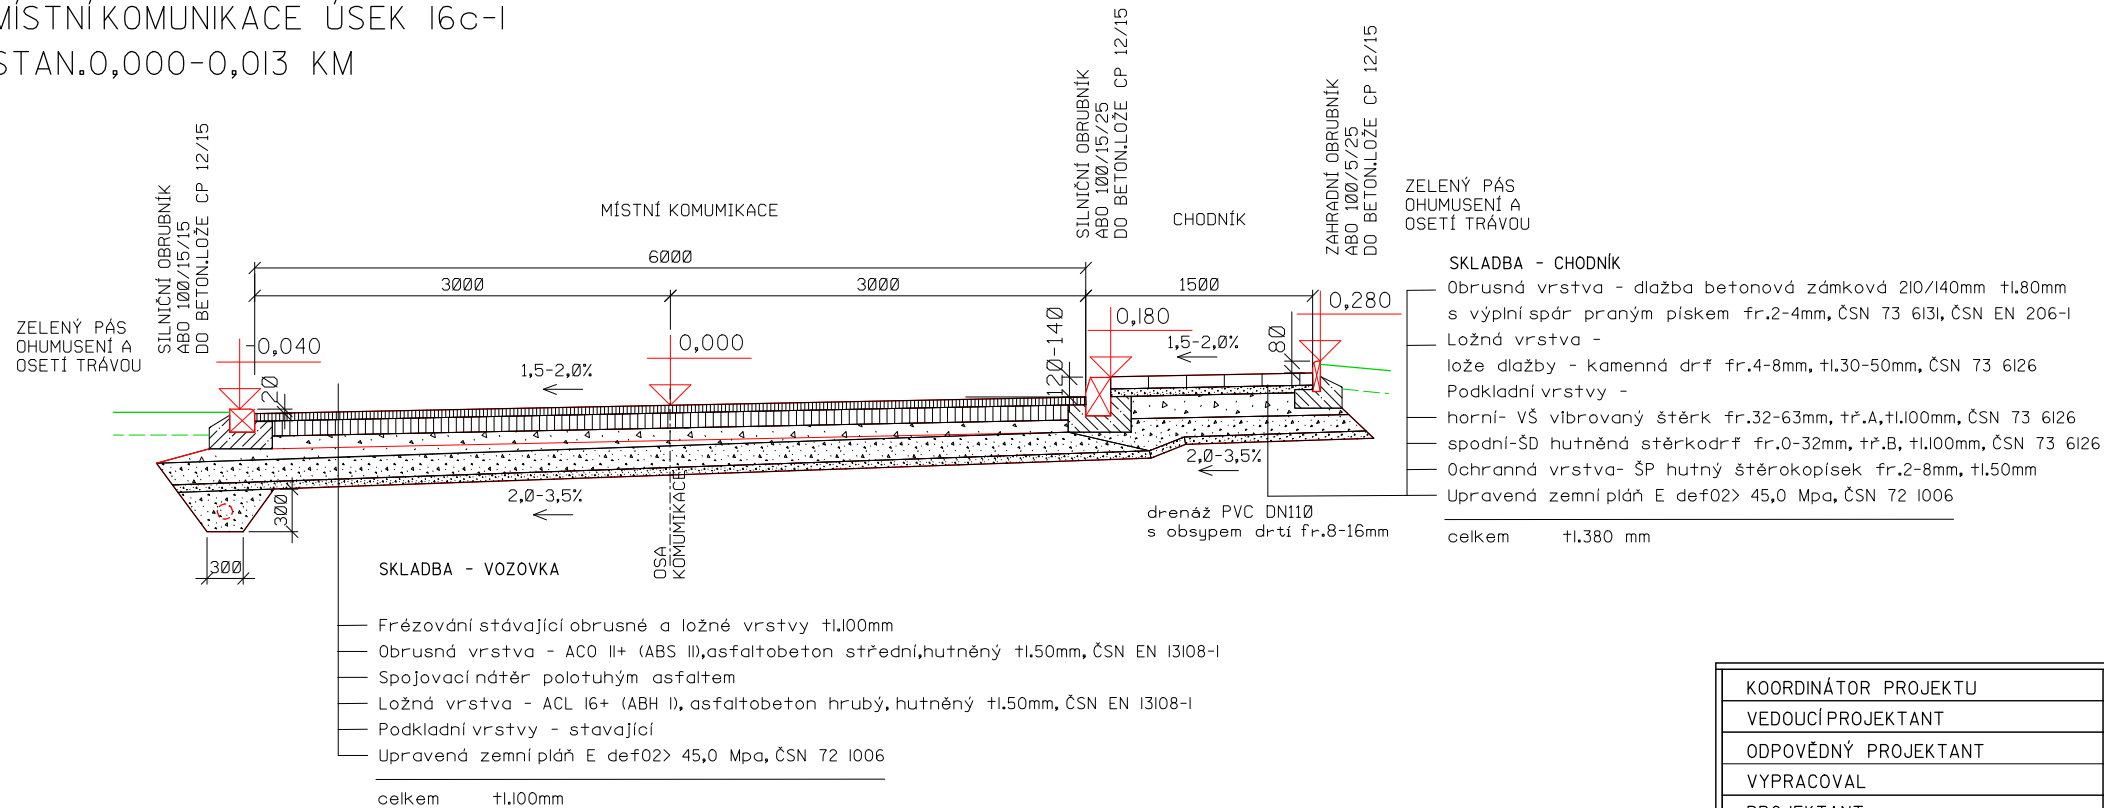 MÍSTNÍ KOMUNIKACE ÚSEK 16c-1
STAN.0,000-0,013 KM
SILNIČNÍ OBRUBNÍK
ABO 100/15/15
DO BETON.LOŽE CP 12/15
SILNIČNÍ OBRUBNÍK
ABO 100/15/25
DO BETON.LOŽE CP 12/15
ZAHRADNÍ OBRUBNÍK
ABO 100/5/25
DO BETON.LOŽE CP 12/15
ZELENÝ PÁS
OHUMUSENÍ A
OSETÍ TRÁVOU
MÍSTNÍ KOMUMIKACE
CHODNÍK
ZELENÝ PÁS
OHUMUSENÍ A
OSETÍ TRÁVOU
6000
3000
3000
1500
-0,040
0,000
0,180
0,280
20
120-140
80
1,5-2,0%
1,5-2,0%
2,0-3,5%
2,0-3,5%
300
300
OSA
KOMUNIKACE
drenáž PVC DN110
s obsypem drtí fr.8-16mm
SKLADBA - CHODNÍK
Obrusná vrstva - dlažba betonová zámková 210/140mm tl.80mm
s výplní spár praným pískem fr.2-4mm, ČSN 73 6131, ČSN EN 206-1
Ložná vrstva -
lože dlažby - kamenná drť fr.4-8mm, tl.30-50mm, ČSN 73 6126
Podkladní vrstvy -
horní- VŠ vibrovaný štěrk fr.32-63mm, tř.A,tl.100mm, ČSN 73 6126
spodní-ŠD hutněná stěrkodrť fr.0-32mm, tř.B, tl.100mm, ČSN 73 6126
Ochranná vrstva- ŠP hutný štěrokopísek fr.2-8mm, tl.50mm
Upravená zemní pláň E def02> 45,0 Mpa, ČSN 72 1006
celkem tl.380 mm
SKLADBA - VOZOVKA
Frézování stávající obrusné a ložné vrstvy tl.100mm
Obrusná vrstva - ACO 11+ (ABS II),asfaltobeton střední,hutněný tl.50mm, ČSN EN 13108-1
Spojovací nátěr polotuhým asfaltem
Ložná vrstva - ACL 16+ (ABH I), asfaltobeton hrubý, hutněný tl.50mm, ČSN EN 13108-1
Podkladní vrstvy - stavající
Upravená zemní pláň E def02> 45,0 Mpa, ČSN 72 1006
celkem tl.100mm
KOORDINÁTOR PROJEKTU
VEDOUCÍ PROJEKTANT
ODPOVĚDNÝ PROJEKTANT
VYPRACOVAL